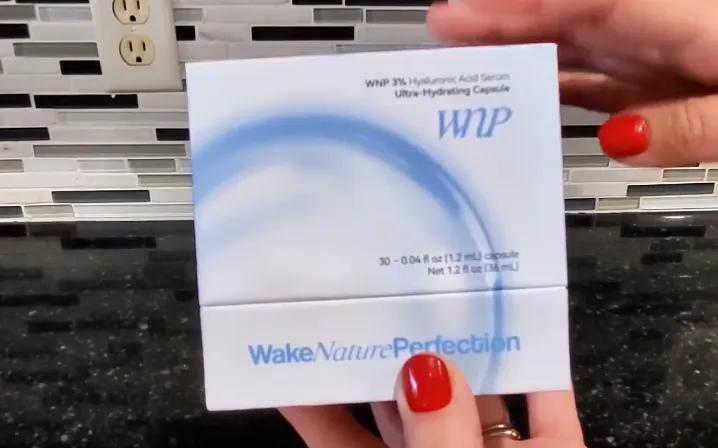 WNP 3% Hyaluronic Acid Serum
Ultra-Hydrating Capsule
WNP
30 - 0.04 fl oz (1.2 mL) capsule
Net 1.2 fl oz (36 mL)
WakeNaturePerfection